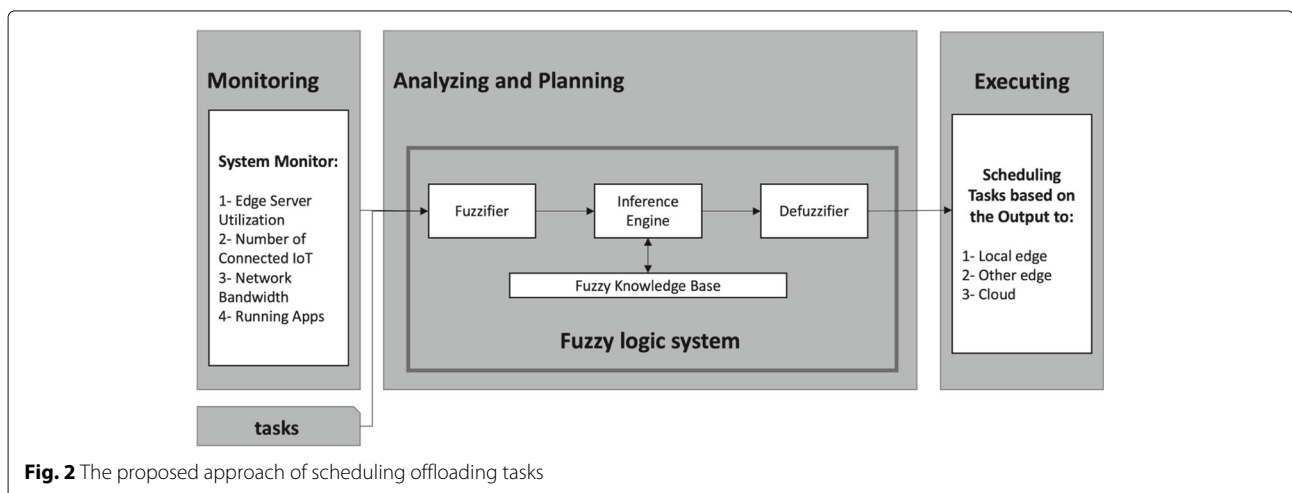 Monitoring
System Monitor:
1- Edge Server
Utilization
2- Number of
Connected IoT
3- Network
Bandwidth
4- Running Apps
tasks
Analyzing and Planning
Fuzzifier
Inference
Engine
Defuzzifier
Fuzzy Knowledge Base
Fuzzy logic system
Executing
Scheduling
Tasks based on
the Output to:
1- Local edge
2- Other edge
3- Cloud
Fig. 2 The proposed approach of scheduling offloading tasks